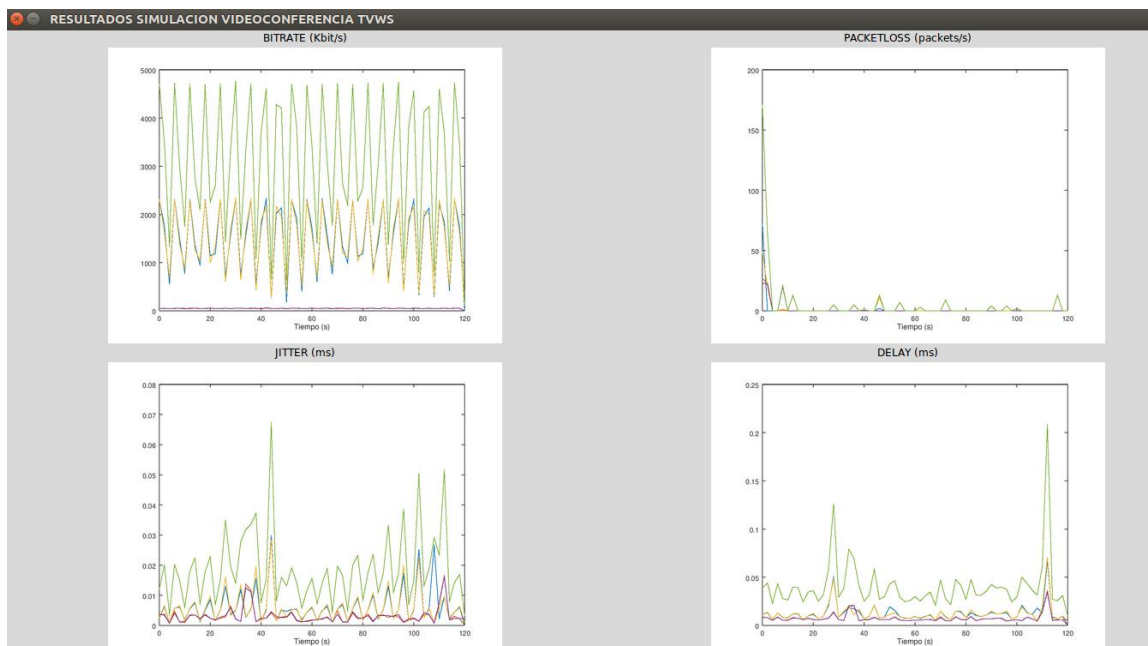 RESULTADOS SIMULACION VIDEOCONFERENCIA TVWS
BITRATE (Kbit/s)
5000
4000
3000
2000
1000
0
0 20 40 60 80 100 120
Tiempo (s)
PACKETLOSS (packets/s)
200
150
100
50
0
0 20 40 60 80 100 120
Tiempo (s)
JITTER (ms)
0.08
0.07
0.06
0.05
0.04
0.03
0.02
0.01
0
0 20 40 60 80 100 120
Tiempo (s)
DELAY (ms)
0.25
0.2
0.15
0.1
0.05
0
0 20 40 60 80 100 120
Tiempo (s)